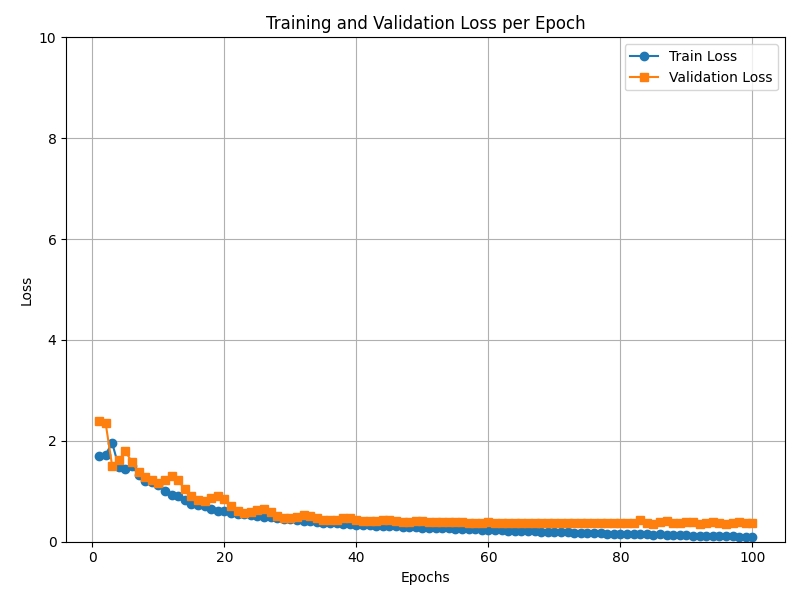 Training and Validation Loss per Epoch
Train Loss
Validation Loss
10
8
6
4
2
0
Loss
0 20 40 60 80 100
Epochs